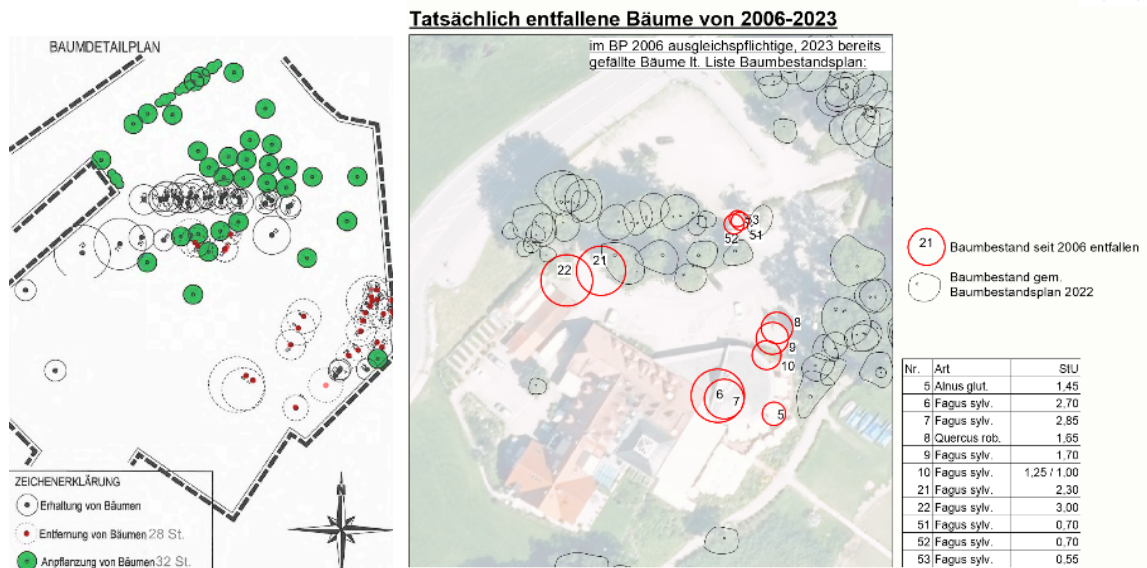 Tatsächlich entfallene Bäume von 2006-2023
BAUMDETAILPLAN
im BP 2006 ausgleichspflichtige, 2023 bereits
gefällte Bäume lt. Liste Baumbestandsplan:
53
52
51
22
21
8
9
10
6
7
5
21 Baumbestand seit 2006 entfallen
Baumbestand gem.
Baumbestandsplan 2022
Nr. Art StU
5 Alnus glut. 1,45
6 Fagus sylv. 2,70
7 Fagus sylv. 2,85
8 Quercus rob. 1,65
9 Fagus sylv. 1,70
10 Fagus sylv. 1,25 / 1,00
21 Fagus sylv. 2,30
22 Fagus sylv. 3,00
51 Fagus sylv. 0,70
52 Fagus sylv. 0,70
53 Fagus sylv. 0,55
ZEICHENERKLÄRUNG
Erhaltung von Bäumen
Entfernung von Bäumen 28 St.
Anpflanzung von Bäumen 32 St.
N